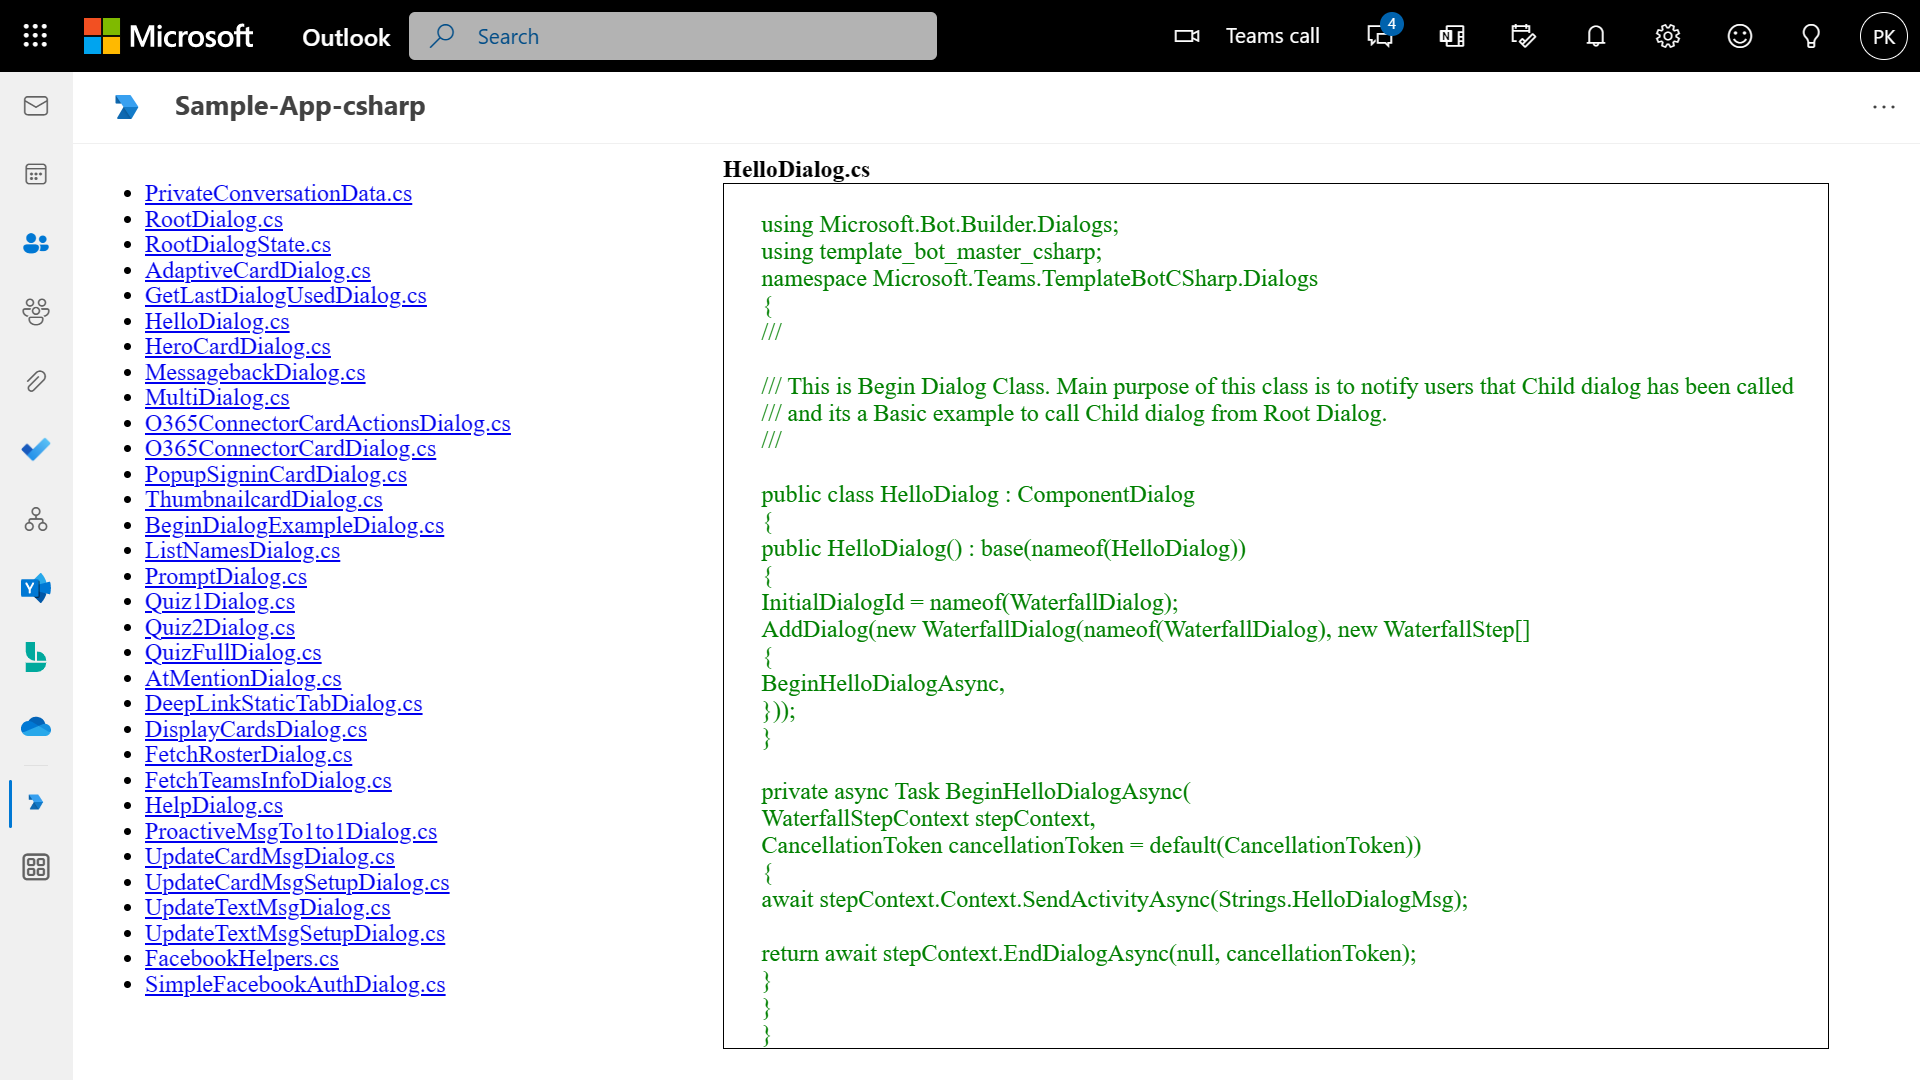 Microsoft Outlook Search Teams call 4 PK
Sample-App-csharp
PrivateConversationData.cs
RootDialog.cs
RootDialogState.cs
AdaptiveCardDialog.cs
GetLastDialogUsedDialog.cs
HelloDialog.cs
HeroCardDialog.cs
MessagebackDialog.cs
MultiDialog.cs
O365ConnectorCardActionsDialog.cs
O365ConnectorCardDialog.cs
PopupSigninCardDialog.cs
ThumbnailcardDialog.cs
BeginDialogExampleDialog.cs
ListNamesDialog.cs
PromptDialog.cs
Quiz1Dialog.cs
Quiz2Dialog.cs
QuizFullDialog.cs
AtMentionDialog.cs
DeepLinkStaticTabDialog.cs
DisplayCardsDialog.cs
FetchRosterDialog.cs
FetchTeamsInfoDialog.cs
HelpDialog.cs
ProactiveMsgTo1to1Dialog.cs
UpdateCardMsgDialog.cs
UpdateCardMsgSetupDialog.cs
UpdateTextMsgDialog.cs
UpdateTextMsgSetupDialog.cs
FacebookHelpers.cs
SimpleFacebookAuthDialog.cs
HelloDialog.cs
using Microsoft.Bot.Builder.Dialogs;
using template_bot_master_csharp;
namespace Microsoft.Teams.TemplateBotCSharp.Dialogs
{
///
/// This is Begin Dialog Class. Main purpose of this class is to notify users that Child dialog has been called
/// and its a Basic example to call Child dialog from Root Dialog.
///
public class HelloDialog : ComponentDialog
{
public HelloDialog() : base(nameof(HelloDialog))
{
InitialDialogId = nameof(WaterfallDialog);
AddDialog(new WaterfallDialog(nameof(WaterfallDialog), new WaterfallStep[]
{
BeginHelloDialogAsync,
}));
}
private async Task BeginHelloDialogAsync(
WaterfallStepContext stepContext,
CancellationToken cancellationToken = default(CancellationToken))
{
await stepContext.Context.SendActivityAsync(Strings.HelloDialogMsg);
return await stepContext.EndDialogAsync(null, cancellationToken);
}
}
}